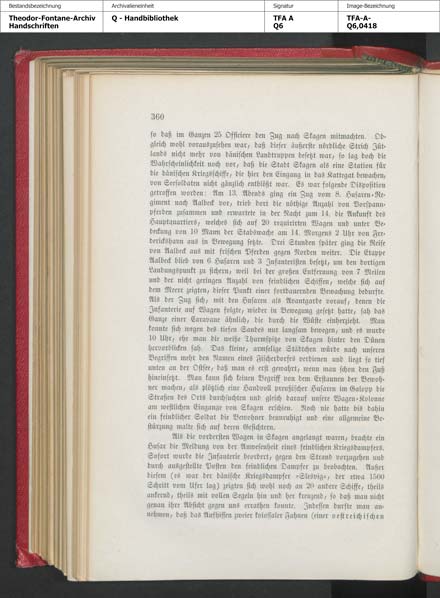 Bestandsbezeichnung
Archivalieneinheit
Signatur
Image-Bezeichnung
Theodor-Fontane-Archiv
Handschriften
Q - Handbibliothek
TFA A
Q6
TFA-A-
Q6,0418
360
so daß im Ganzen 25 Officiere den Zug nach Skagen mitmachten. Ob-
gleich wohl vorauszusehen war, daß dieser äußerste nördliche Strich Jüt-
lands nicht mehr von dänischen Landtruppen besetzt war, so lag doch die
Wahrscheinlichkeit noch vor, daß die Stadt Skagen als eine Station für
die dänischen Kriegsschiffe, die hier den Eingang in das Kattegat bewachen,
von Seesoldaten nicht gänzlich entblößt war. Es war folgende Disposition
getroffen worden: Am 13. Abends ging ein Zug vom 8. Husaren-Re-
giment nach Aalbek vor, trieb dort die nöthige Anzahl von Vorspann-
pferden zusammen und erwartete in der Nacht zum 14. die Ankunft des
Hauptquartiers, welches sich auf 20 requirirten Wagen und unter Be-
deckung von 10 Mann der Stabswache am 14. Morgens 2 Uhr von Fre-
derikshavn aus in Bewegung setzte. Drei Stunden später ging die Reise
von Aalbek aus mit frischen Pferden gegen Norden weiter. Die Etappe
Aalbek blieb von 6 Husaren und 3 Infanteristen besetzt, um den dortigen
Landungspunkt zu sichern, weil bei der großen Entfernung von 7 Meilen
und der nicht geringen Anzahl von feindlichen Schiffen, welche sich auf
dem Meere zeigten, dieser Punkt einer fortdauernden Bewachung bedurfte.
Als der Zug sich, mit den Husaren als Avantgarde vorauf, denen die
Infanterie auf Wagen folgte, wieder in Bewegung gesetzt hatte, sah das
Ganze einer Caravane ähnlich, die durch die Wüste einherzieht. Man
konnte sich wegen des tiefen Sandes nur langsam bewegen, und es wurde
10 Uhr, ehe man die weiße Thurmspitze von Skagen hinter den Dünen
hervorblicken sah. Das kleine, armselige Städtchen würde nach unseren
Begriffen mehr den Namen eines Fischerdorfes verdienen und liegt so tief
unten an der Ostsee, daß man es erst gewahrt, wenn man schon den Fuß
hineinsetzt. Man kann sich keinen Begriff von dem Erstaunen der Bewoh-
ner machen, als plötzlich eine Handvoll preußischer Husaren im Galopp die
Straßen des Orts durchsuchten und gleich darauf unsere Wagen-Kolonne
am westlichen Eingange von Skagen erschien. Noch nie hatte bis dahin
ein feindlicher Soldat die Bewohner beunruhigt und eine allgemeine Be-
stürzung malte sich auf deren Gesichtern.
Als die vordersten Wagen in Skagen angelangt waren, brachte ein
Husar die Meldung von der Anwesenheit eines feindlichen Kriegsdampfers.
Sofort wurde die Infanterie beordert, gegen den Strand vorzugehen und
durch ausgestellte Posten den feindlichen Dampfer zu beobachten. Außer
diesem (es war der dänische Kriegsdampfer »Slesvig«, der etwa 1500
Schritt vom Ufer lag) zeigten sich wohl noch an 20 andere Schiffe, theils
ankernd, theils mit vollen Segeln hin und her kreuzend, so daß man nicht
genau ihre Absicht gegen uns errathen konnte. Indessen durfte man an-
nehmen, daß das Aufhissen zweier kolossaler Fahnen (einer oestreichischen